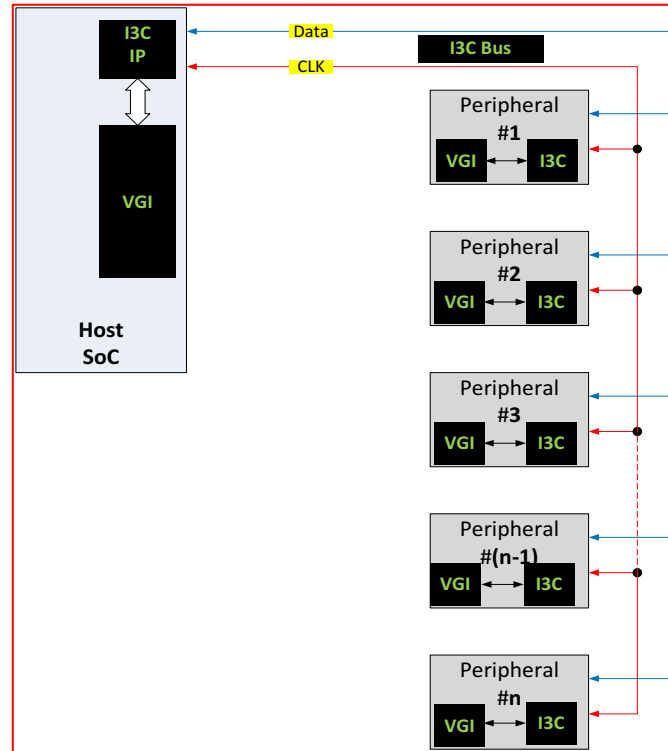 I3C
IP
Data
I3C Bus
CLK
VGI
Host
SoC
Peripheral
#1
VGI
I3C
Peripheral
#2
VGI
I3C
Peripheral
#3
VGI
I3C
Peripheral
#(n-1)
VGI
I3C
Peripheral
#n
VGI
I3C